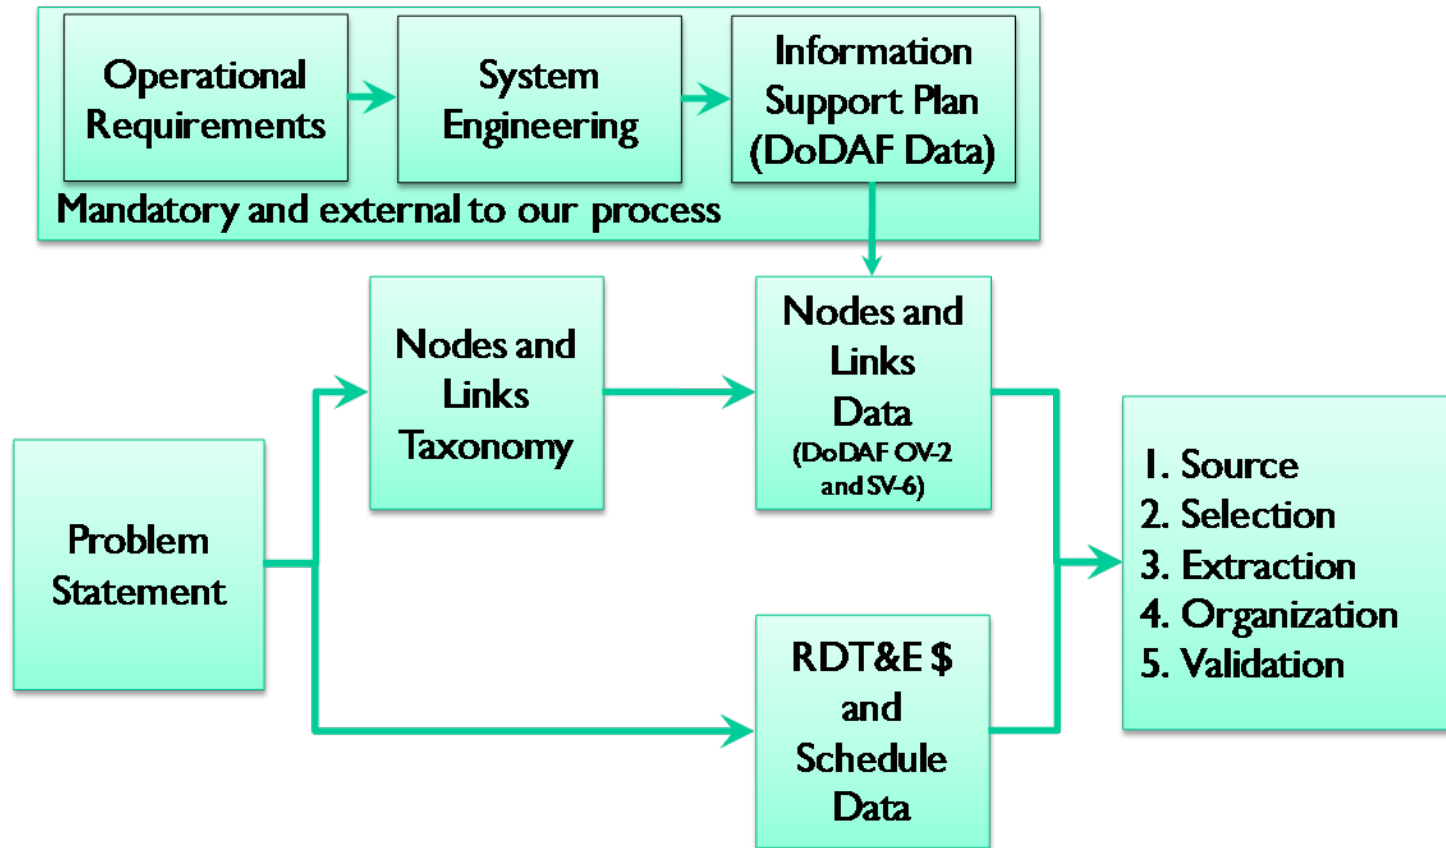 Operational
Requirements
System
Engineering
Information
Support Plan
(DoDAF Data)
Mandatory and external to our process
Nodes and
Links
Taxonomy
Nodes and
Links
Data
(DoDAF OV-2
and SV-6)
Problem
Statement
RDT&E $
and
Schedule
Data
1. Source
2. Selection
3. Extraction
4. Organization
5. Validation